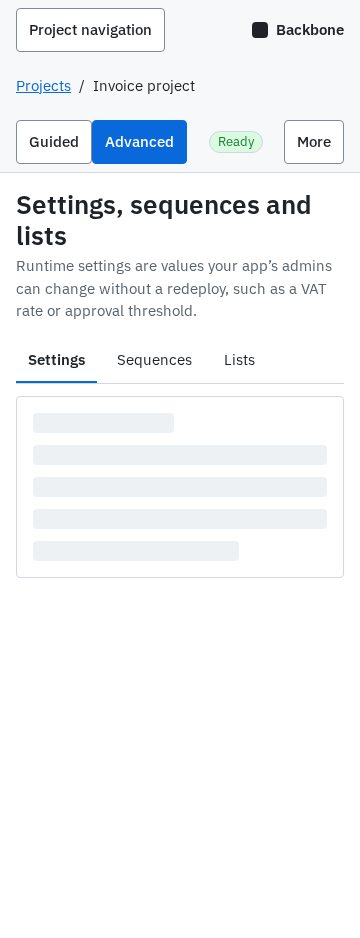 Project navigation
Backbone
Projects / Invoice project
Guided
Advanced
Ready
More
Settings, sequences and
lists
Runtime settings are values your app’s admins
can change without a redeploy, such as a VAT
rate or approval threshold.
Settings
Sequences
Lists